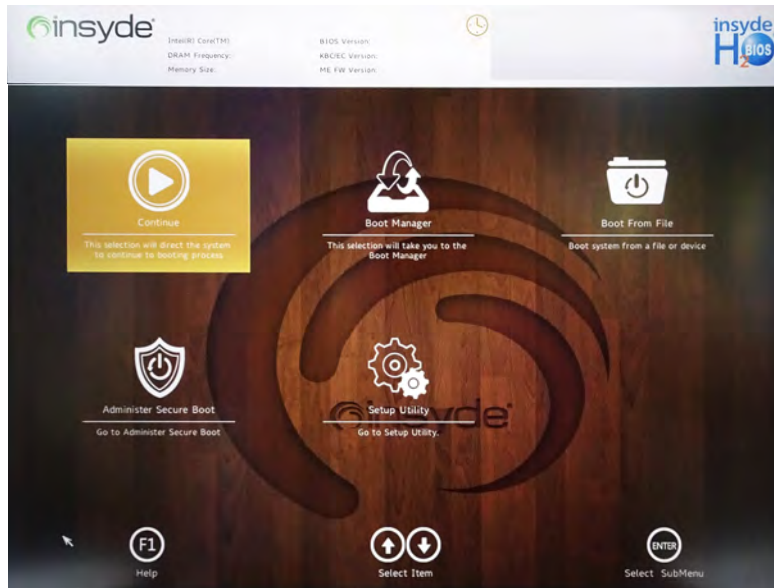 insyde®
Intel(R) Core(TM):
DRAM Frequency:
Memory Size:
BIOS Version:
KBC/EC Version:
ME FW Version:
insyde
H2O BIOS
Continue
This selection will direct the system
to continue to booting process
Boot Manager
This selection will take you to the
Boot Manager
Boot From File
Boot system from a file or device
Administer Secure Boot
Go to Administer Secure Boot
Setup Utility
Go to Setup Utility.
insyde®
F1
Help
Select Item
ENTER
Select SubMenu